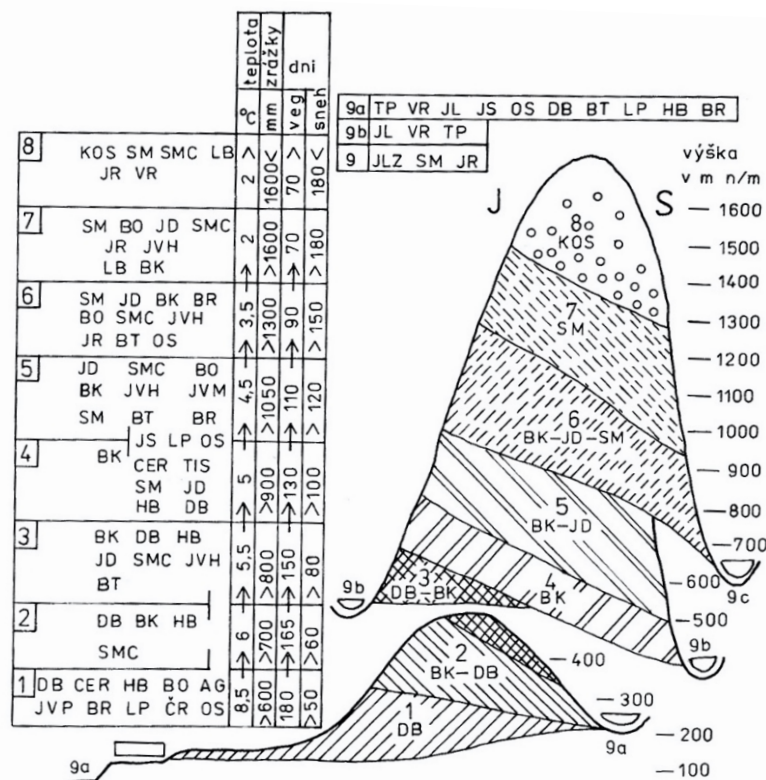 teplota
zrážky
dni
°C
mm
veg
sneh
8
KOS SM SMC LB
JR VR
2 >
1600<
70 >
180 <
7
SM BO JD SMC
JR JVH
LB BK
2
>1600
70
>180
6
SM JD BK BR
BO SMC JVH
JR BT OS
3,5
>1300
90
>150
5
JD SMC BO
BK JVH JVM
SM BT BR
4,5
>1050
110
>120
JS LP OS
4
BK
CER TIS
SM JD
HB DB
5
>900
130
>100
3
BK DB HB
JD SMC JVH
BT
5,5
>800
150
>80
2
DB BK HB
SMC
6
>700
165
>60
1
DB CER HB BO AG
JVP BR LP ČR OS
8,5
>600
180
>50
9a TP VR JL JS OS DB BT LP HB BR
9b JL VR TP
9 JLZ SM JR
výška
v m n/m
J
S
1600
1500
1400
1300
1200
1100
1000
900
800
700
600
500
400
300
200
100
8
KOS
7
SM
6
BK-JD-SM
5
BK-JD
4
BK
3
DB-BK
2
BK-DB
1
DB
9b
9c
9b
9a
9a